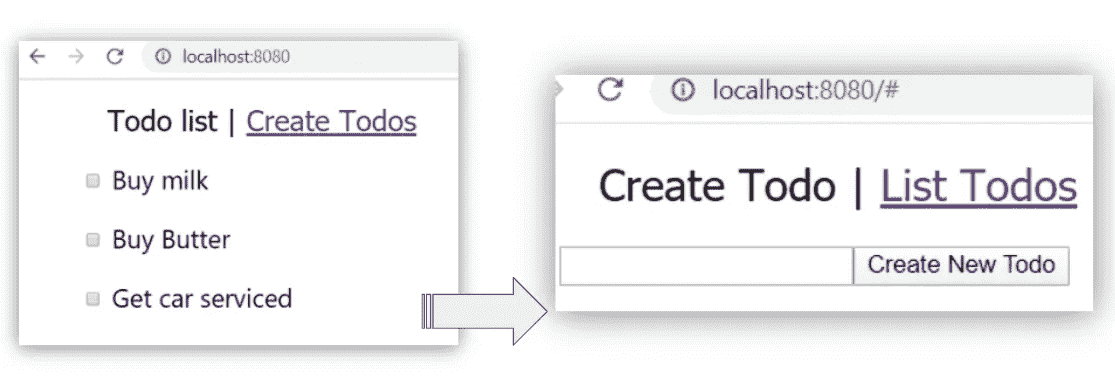 localhost:8080
Todo list | Create Todos
Buy milk
Buy Butter
Get car serviced
localhost:8080/#
Create Todo | List Todos
Create New Todo